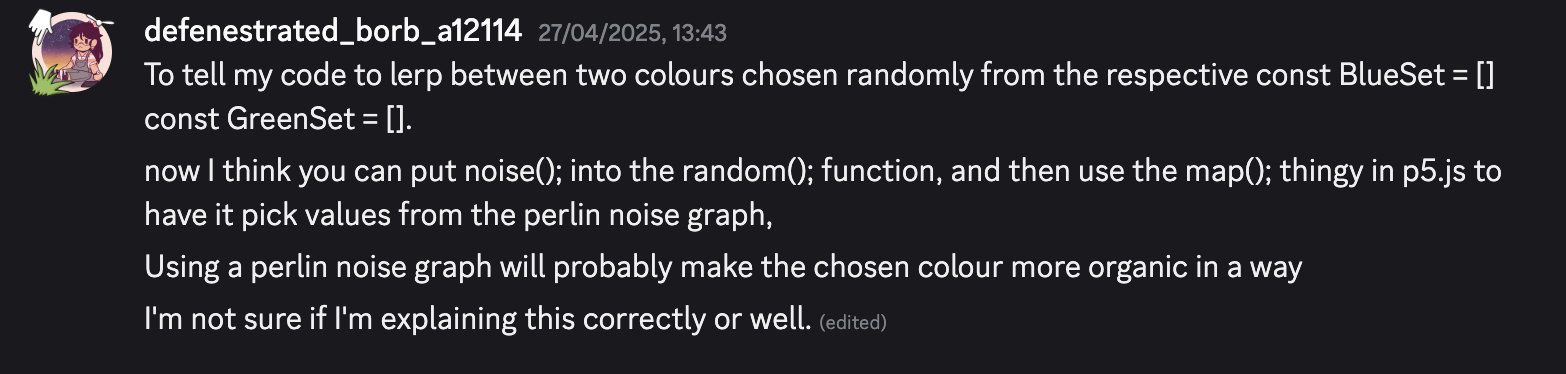 defenestrated_borb_a12114 27/04/2025, 13:43
To tell my code to lerp between two colours chosen randomly from the respective const BlueSet = []
const GreenSet = [].
now I think you can put noise(); into the random(); function, and then use the map(); thingy in p5.js to
have it pick values from the perlin noise graph,
Using a perlin noise graph will probably make the chosen colour more organic in a way
I'm not sure if I'm explaining this correctly or well. (edited)